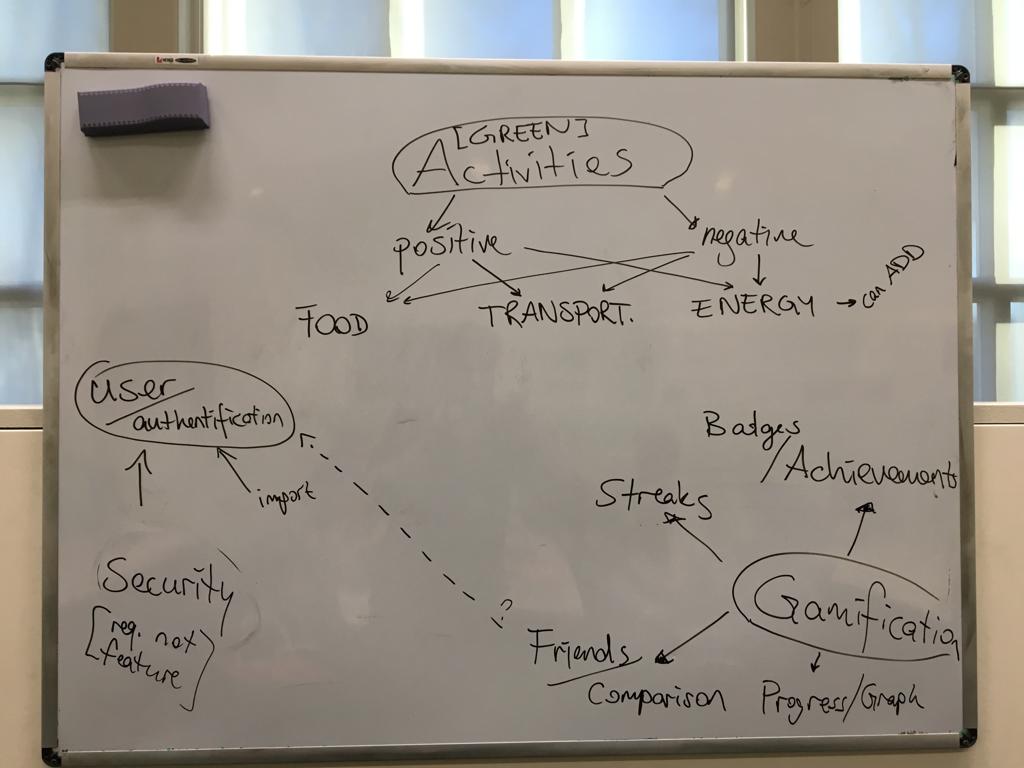 [GREEN]
Activities
positive
negative
FOOD
TRANSPORT.
ENERGY
can ADD
user/
authentification
import
Security
[req. not
feature]
Badges
/Achievements
Streaks
Gamification
Friends
Comparison
Progress/Graph